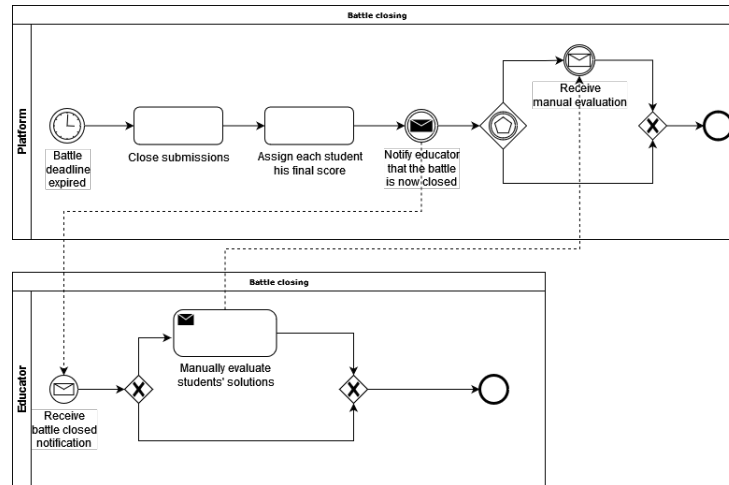 Battle closing
Platform
Battle
deadline
expired
Close submissions
Assign each student
his final score
Notify educator
that the battle
is now closed
Receive
manual evaluation
Battle closing
Educator
Receive
battle closed
notification
Manually evaluate
students' solutions